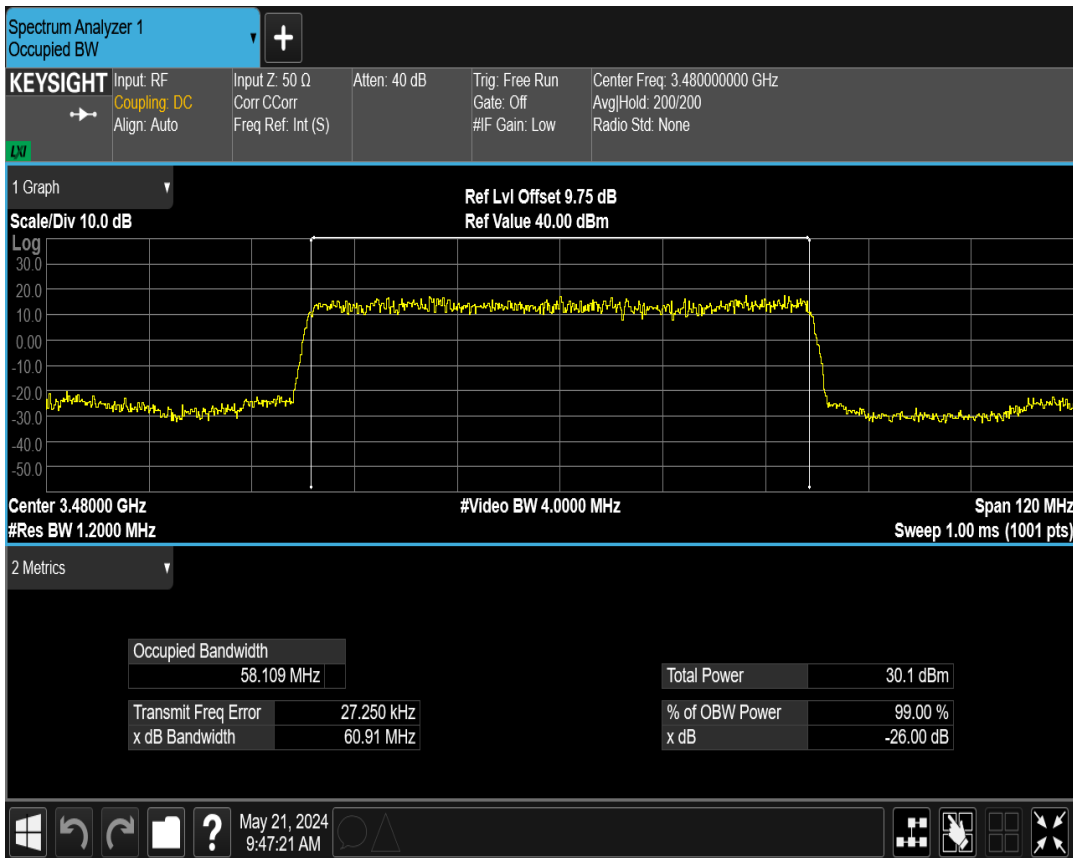 Spectrum Analyzer 1
Occupied BW
KEYSIGHT
LXI
Input: RF
Coupling: DC
Align: Auto
Input Z: 50 Ω
Corr CCorr
Freq Ref: Int (S)
Atten: 40 dB
Trig: Free Run
Gate: Off
#IF Gain: Low
Center Freq: 3.480000000 GHz
Avg|Hold: 200/200
Radio Std: None
1 Graph
Scale/Div 10.0 dB
Ref Lvl Offset 9.75 dB
Ref Value 40.00 dBm
Log
30.0
20.0
10.0
0.00
-10.0
-20.0
-30.0
-40.0
-50.0
Center 3.48000 GHz
#Video BW 4.0000 MHz
Span 120 MHz
#Res BW 1.2000 MHz
Sweep 1.00 ms (1001 pts)
2 Metrics
Occupied Bandwidth
58.109 MHz
Transmit Freq Error 27.250 kHz
x dB Bandwidth 60.91 MHz
Total Power 30.1 dBm
% of OBW Power 99.00 %
x dB -26.00 dB
?
May 21, 2024
9:47:21 AM